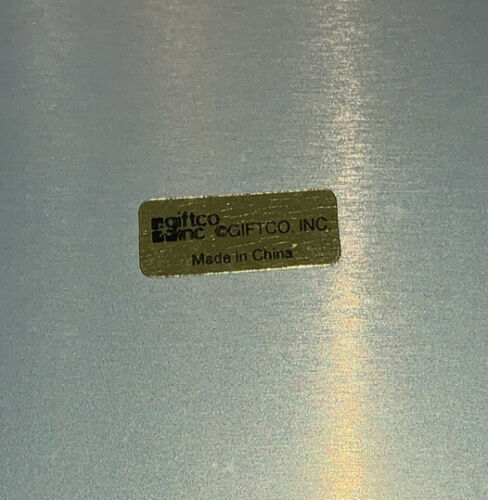 giftco
inc ©GIFTCO, INC.
Made in China